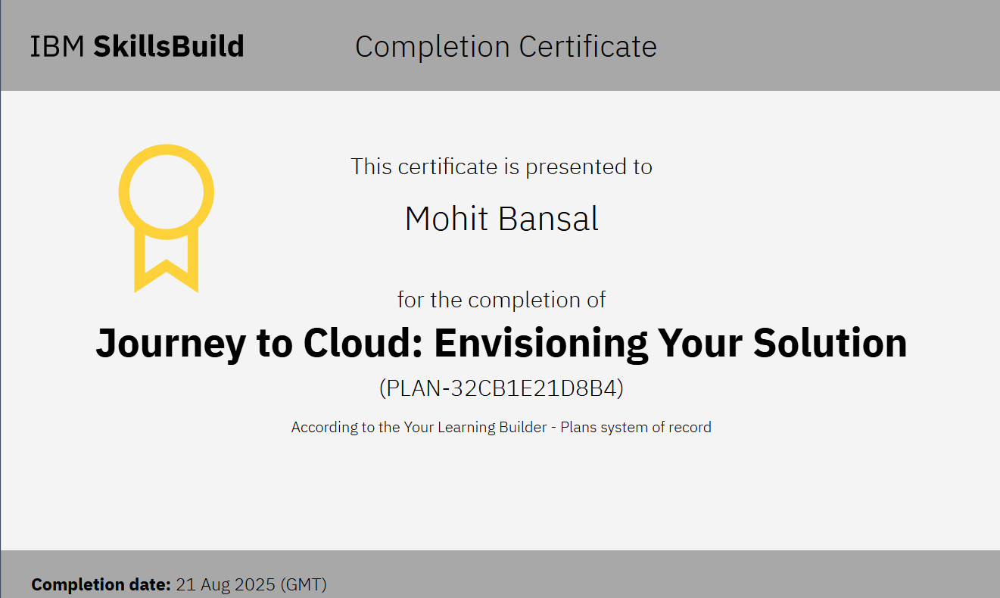 IBM SkillsBuild
Completion Certificate
This certificate is presented to
Mohit Bansal
for the completion of
Journey to Cloud: Envisioning Your Solution
(PLAN-32CB1E21D8B4)
According to the Your Learning Builder - Plans system of record
Completion date: 21 Aug 2025 (GMT)